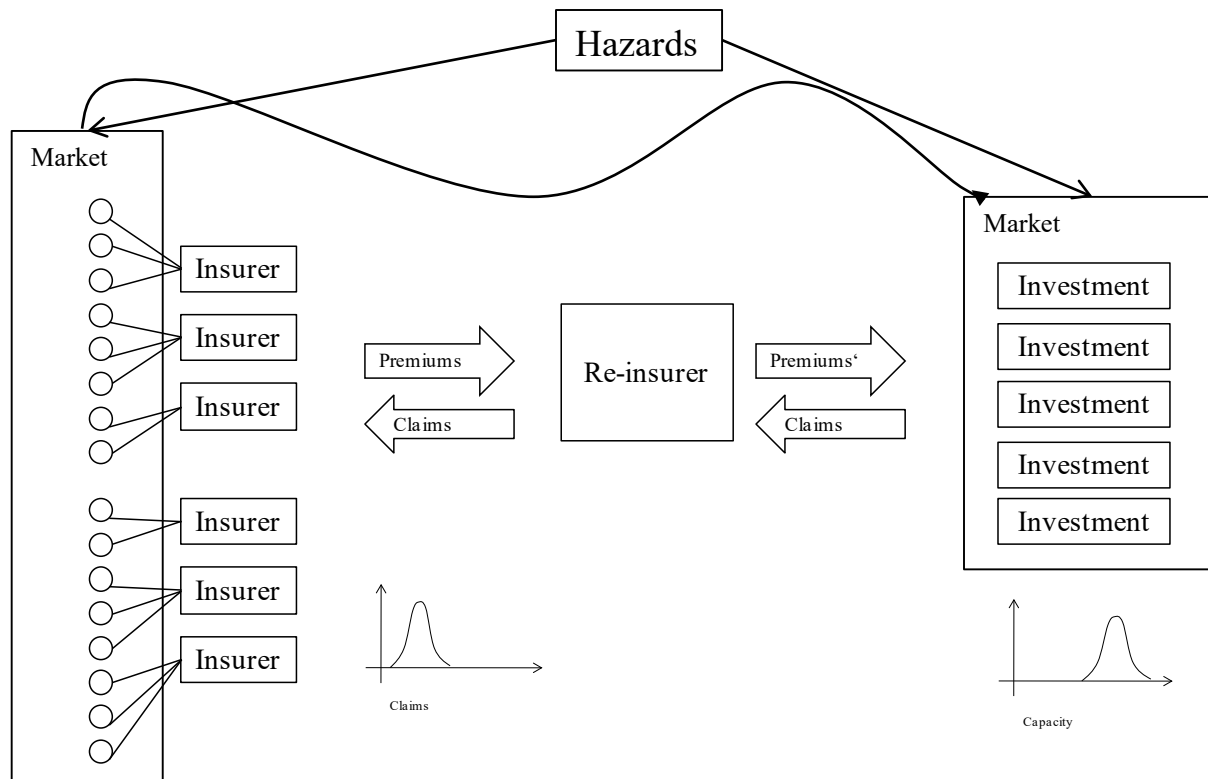 Hazards
Market
Insurer
Insurer
Insurer
Insurer
Insurer
Insurer
Premiums
Claims
Re-insurer
Premiums‘
Claims
Market
Investment
Investment
Investment
Investment
Investment
Claims
Capacity